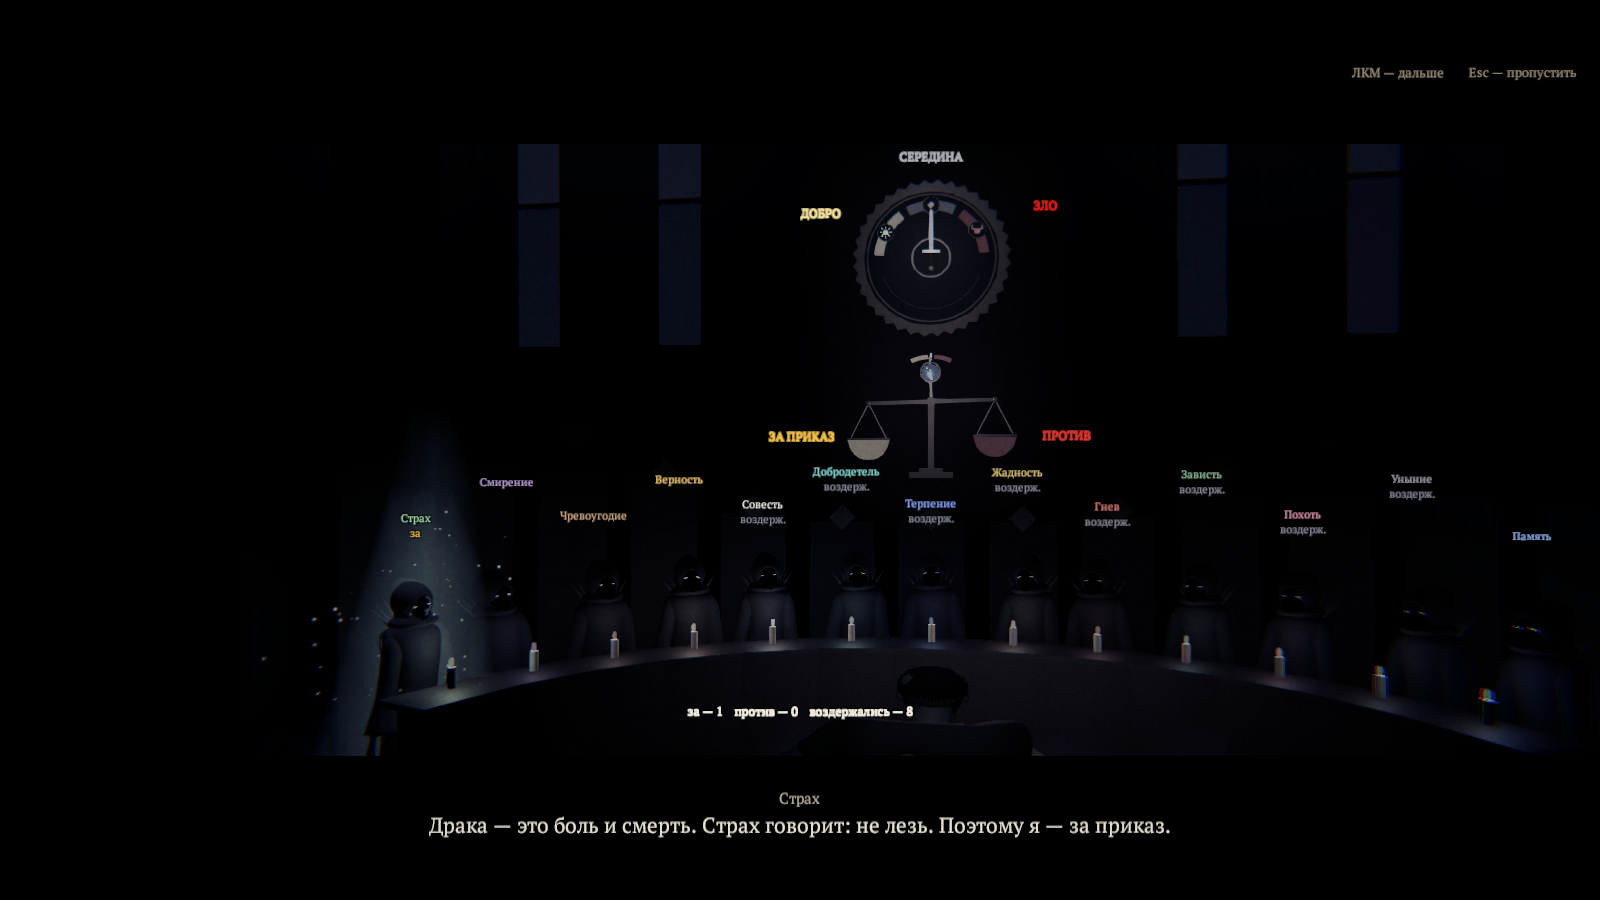 ЛКМ — дальше Esc — пропустить
СЕРЕДИНА
ДОБРО
ЗЛО
ЗА ПРИКАЗ
ПРОТИВ
Страх
за
Смирение
Чревоугодие
Верность
Совесть
воздерж.
Добродетель
воздерж.
Терпение
воздерж.
Жадность
воздерж.
Гнев
воздерж.
Зависть
воздерж.
Похоть
воздерж.
Уныние
воздерж.
Память
за — 1 против — 0 воздержались — 8
Страх
Драка — это боль и смерть. Страх говорит: не лезь. Поэтому я — за приказ.